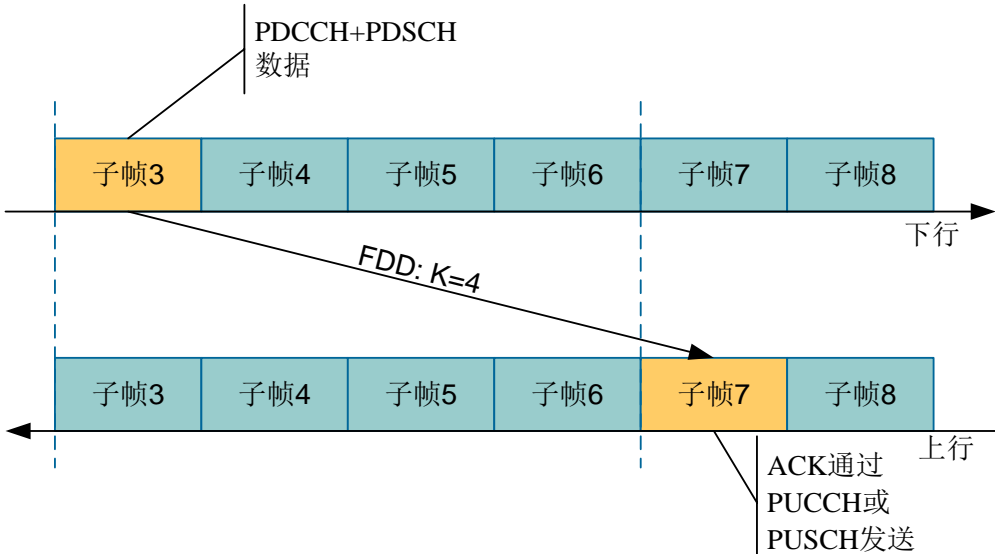 PDCCH+PDSCH
数据
子帧3 子帧4 子帧5 子帧6 子帧7 子帧8
下行
FDD: K=4
子帧3 子帧4 子帧5 子帧6 子帧7 子帧8
上行
ACK通过
PUCCH或
PUSCH发送